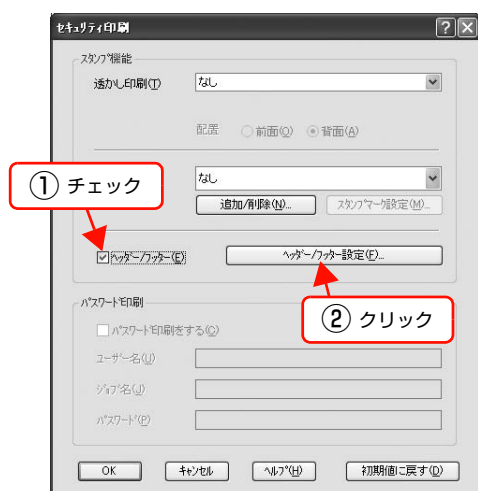 セキュリティ印刷
スタンプ機能
透かし印刷(T) なし
配置 前面(O) 背面(A)
① チェック
なし
追加/削除(N)... スタンプマーク設定(M)...
ヘッダー/フッター(E) ヘッダー/フッター設定(F)...
② クリック
パスワード印刷
パスワード印刷をする(C)
ユーザー名(U)
ジョブ名(J)
パスワード(P)
OK キャンセル ヘルプ(H) 初期値に戻す(D)